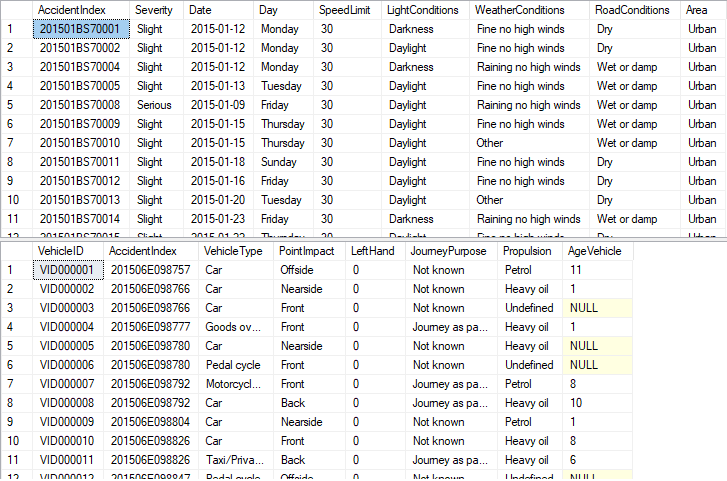 AccidentIndex Severity Date Day SpeedLimit LightConditions WeatherConditions RoadConditions Area
1 201501BS70001 Slight 2015-01-12 Monday 30 Darkness Fine no high winds Dry Urban
2 201501BS70002 Slight 2015-01-12 Monday 30 Daylight Fine no high winds Dry Urban
3 201501BS70004 Slight 2015-01-12 Monday 30 Darkness Raining no high winds Wet or damp Urban
4 201501BS70005 Slight 2015-01-13 Tuesday 30 Daylight Fine no high winds Wet or damp Urban
5 201501BS70008 Serious 2015-01-09 Friday 30 Daylight Raining no high winds Wet or damp Urban
6 201501BS70009 Slight 2015-01-15 Thursday 30 Daylight Fine no high winds Wet or damp Urban
7 201501BS70010 Slight 2015-01-15 Thursday 30 Daylight Other Wet or damp Urban
8 201501BS70011 Slight 2015-01-18 Sunday 30 Daylight Fine no high winds Dry Urban
9 201501BS70012 Slight 2015-01-16 Friday 30 Daylight Fine no high winds Dry Urban
10 201501BS70013 Slight 2015-01-20 Tuesday 30 Daylight Other Dry Urban
11 201501BS70014 Slight 2015-01-23 Friday 30 Darkness Raining no high winds Wet or damp Urban
VehicleID AccidentIndex VehicleType PointImpact LeftHand JourneyPurpose Propulsion AgeVehicle
1 VID000001 201506E098757 Car Offside 0 Not known Petrol 11
2 VID000002 201506E098766 Car Nearside 0 Not known Heavy oil 1
3 VID000003 201506E098766 Car Front 0 Not known Undefined NULL
4 VID000004 201506E098777 Goods ov... Front 0 Journey as pa... Heavy oil 1
5 VID000005 201506E098780 Car Nearside 0 Not known Heavy oil NULL
6 VID000006 201506E098780 Pedal cycle Front 0 Not known Undefined NULL
7 VID000007 201506E098792 Motorcycl... Front 0 Journey as pa... Petrol 8
8 VID000008 201506E098792 Car Back 0 Journey as pa... Heavy oil 10
9 VID000009 201506E098804 Car Nearside 0 Not known Petrol 1
10 VID000010 201506E098826 Car Front 0 Not known Heavy oil 8
11 VID000011 201506E098826 Taxi/Priva... Back 0 Journey as pa... Heavy oil 6
12 VID000012 201506E098847 Pedal cycle Offside 0 Not known Undefined NULL